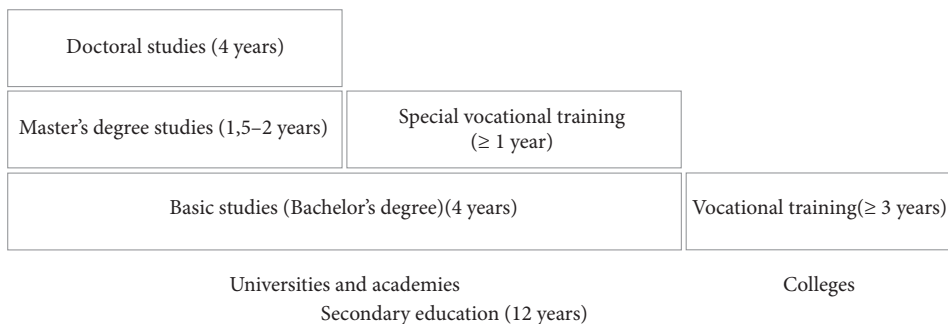 Doctoral studies (4 years)
Master's degree studies (1,5–2 years)
Special vocational training
(≥ 1 year)
Basic studies (Bachelor's degree)(4 years)
Vocational training(≥ 3 years)
Universities and academies
Colleges
Secondary education (12 years)